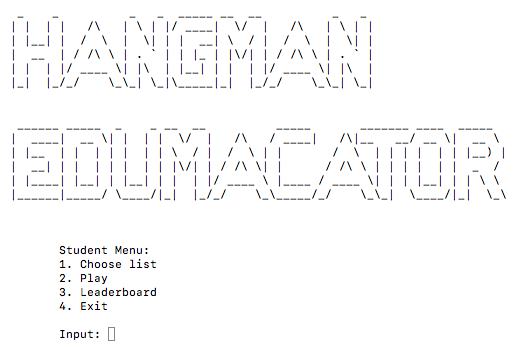 HANGMAN
EDUMACATOR
Student Menu:
1. Choose list
2. Play
3. Leaderboard
4. Exit
Input: